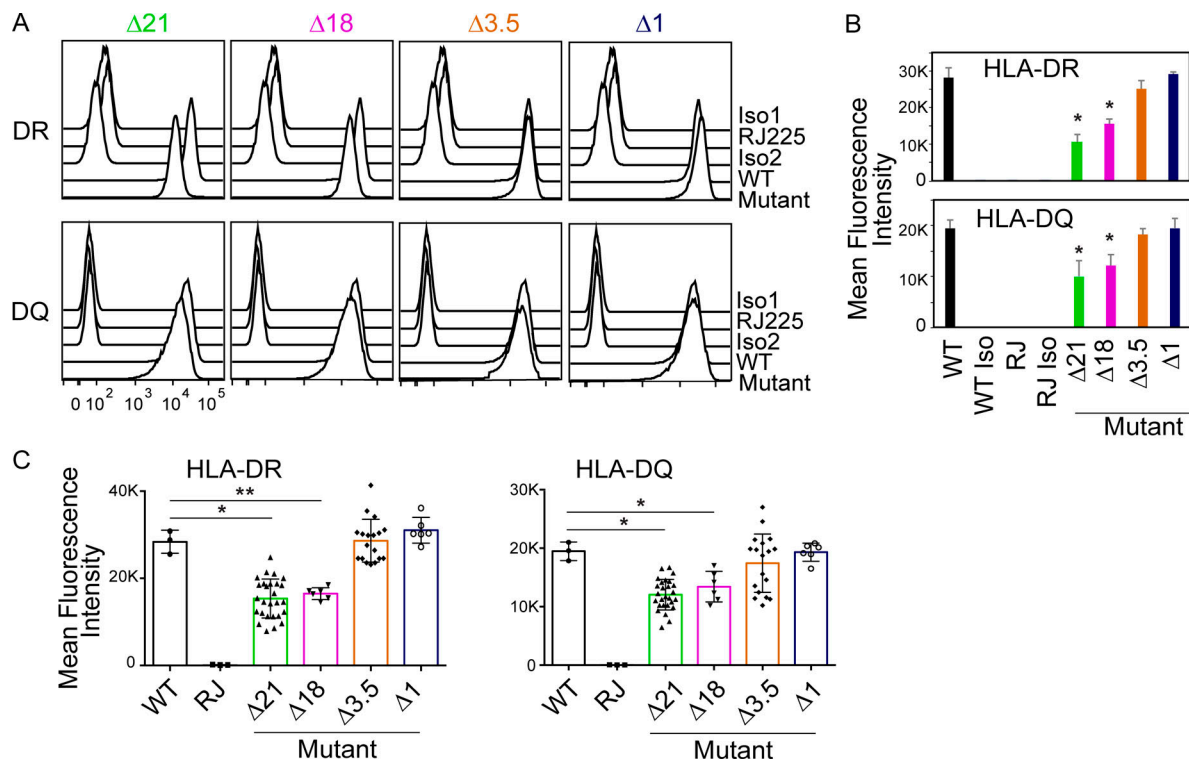 A
Δ21 Δ18 Δ3.5 Δ1
DR
Iso1
RJ225
Iso2
WT
Mutant
DQ
Iso1
RJ225
Iso2
WT
Mutant
0 10² 10³ 10⁴ 10⁵
B
Mean Fluorescence
Intensity
HLA-DR
30K
20K
10K
0
* *
HLA-DQ
20K
10K
0
* *
WT
WT Iso
RJ
RJ Iso
Δ21
Δ18
Δ3.5
Δ1
Mutant
C
HLA-DR
Mean Fluorescence
Intensity
40K
20K
0
**
*
WT RJ Δ21 Δ18 Δ3.5 Δ1
Mutant
HLA-DQ
30K
20K
10K
0
*
*
WT RJ Δ21 Δ18 Δ3.5 Δ1
Mutant